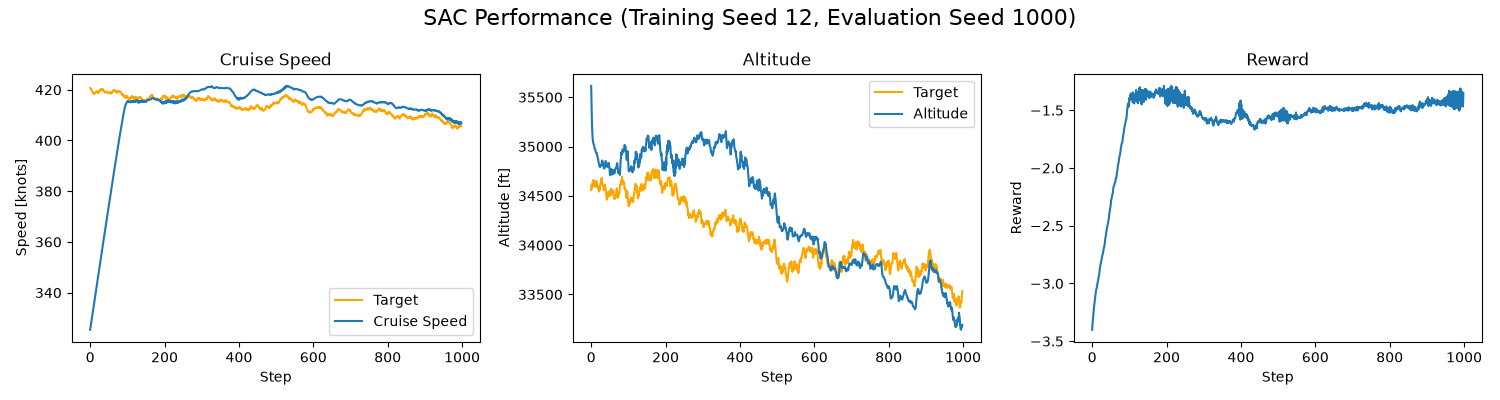 SAC Performance (Training Seed 12, Evaluation Seed 1000)
Cruise Speed
Speed [knots]
420
400
380
360
340
0 200 400 600 800 1000
Step
Target
Cruise Speed
Altitude
Altitude [ft]
35500
35000
34500
34000
33500
0 200 400 600 800 1000
Step
Target
Altitude
Reward
Reward
−1.5
−2.0
−2.5
−3.0
−3.5
0 200 400 600 800 1000
Step